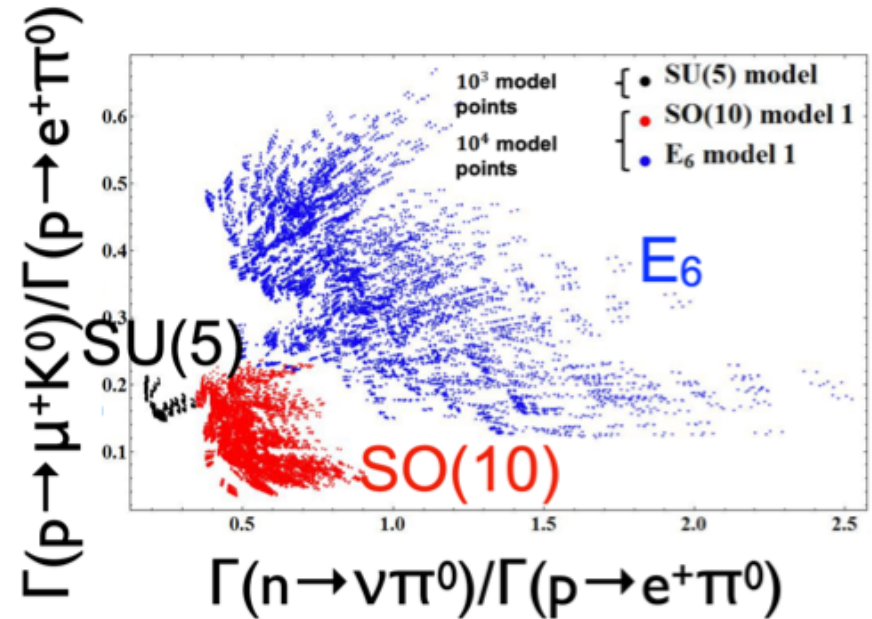 Γ(p→μ⁺K⁰)/Γ(p→e⁺π⁰)
10³ model
points
10⁴ model
points
SU(5) model
SO(10) model 1
E₆ model 1
0.6
0.5
0.4
0.3
0.2
0.1
E₆
SU(5)
SO(10)
0.5 1.0 1.5 2.0 2.5
Γ(n→νπ⁰)/Γ(p→e⁺π⁰)